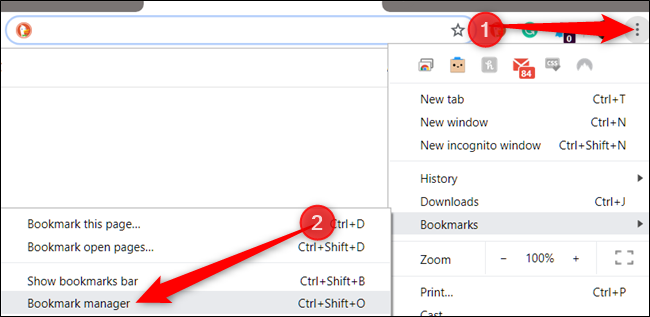 1
0
84
CSS
New tab Ctrl+T
New window Ctrl+N
New incognito window Ctrl+Shift+N
History
Downloads Ctrl+J
Bookmarks
Zoom - 100% +
Print... Ctrl+P
Cast...
2
Bookmark this page... Ctrl+D
Bookmark open pages... Ctrl+Shift+D
Show bookmarks bar Ctrl+Shift+B
Bookmark manager Ctrl+Shift+O